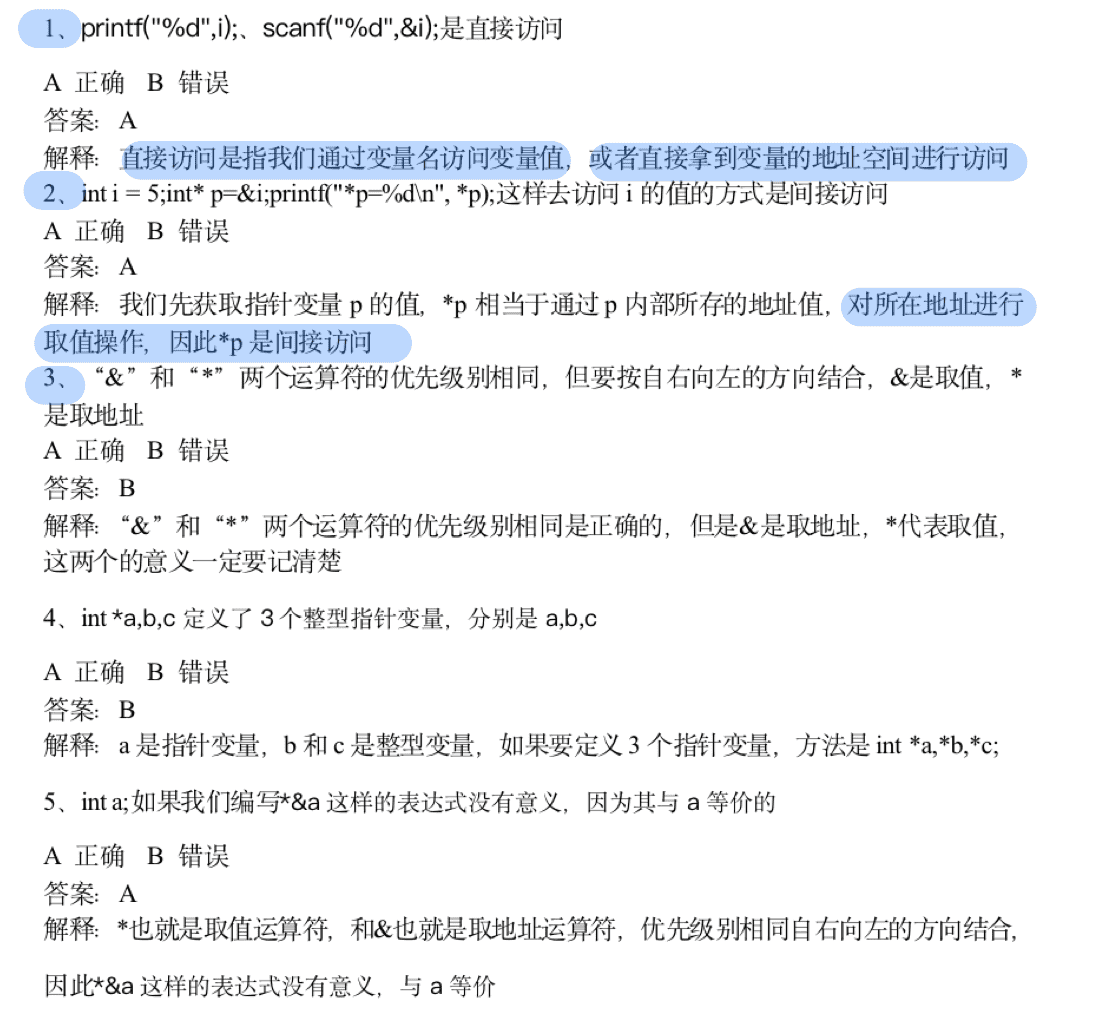 1、printf("%d",i);、scanf("%d",&i);是直接访问
A 正确 B 错误
答案：A
解释：直接访问是指我们通过变量名访问变量值，或者直接拿到变量的地址空间进行访问
2、int i = 5;int* p=&i;printf("*p=%d\n", *p);这样去访问 i 的值的方式是间接访问
A 正确 B 错误
答案：A
解释：我们先获取指针变量 p 的值，*p 相当于通过 p 内部所存的地址值，对所在地址进行
取值操作，因此*p 是间接访问
3、“&”和“*”两个运算符的优先级别相同，但要按自右向左的方向结合，&是取值，*
是取地址
A 正确 B 错误
答案：B
解释：“&”和“*”两个运算符的优先级别相同是正确的，但是&是取地址，*代表取值，
这两个的意义一定要记清楚
4、int *a,b,c 定义了 3 个整型指针变量，分别是 a,b,c
A 正确 B 错误
答案：B
解释：a 是指针变量，b 和 c 是整型变量，如果要定义 3 个指针变量，方法是 int *a,*b,*c;
5、int a;如果我们编写*&a 这样的表达式没有意义，因为其与 a 等价的
A 正确 B 错误
答案：A
解释：*也就是取值运算符，和&也就是取地址运算符，优先级别相同自右向左的方向结合，
因此*&a 这样的表达式没有意义，与 a 等价